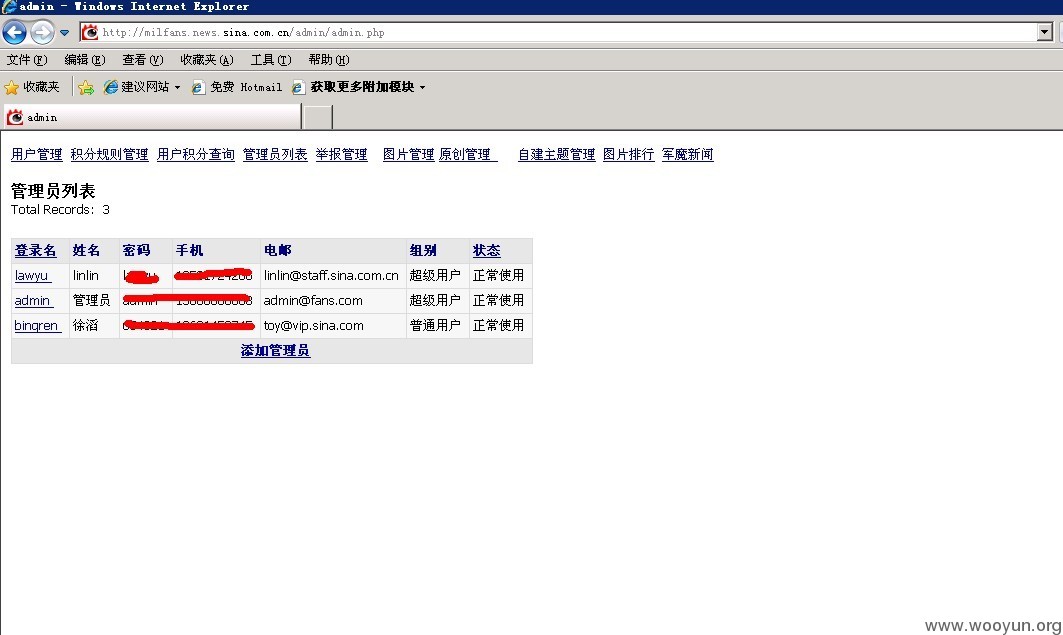 admin - Windows Internet Explorer
http://milfans.news.sina.com.cn/admin/admin.php
文件(F) 编辑(E) 查看(V) 收藏夹(A) 工具(T) 帮助(H)
收藏夹 建议网站 免费 Hotmail 获取更多附加模块
admin
用户管理 积分规则管理 用户积分查询 管理员列表 举报管理 图片管理 原创管理 自建主题管理 图片排行 军魔新闻
管理员列表
Total Records: 3
登录名 姓名 密码 手机 电邮 组别 状态
lawyu linlin linlin@staff.sina.com.cn 超级用户 正常使用
admin 管理员 admin@fans.com 超级用户 正常使用
binqren 徐滔 toy@vip.sina.com 普通用户 正常使用
添加管理员
www.wooyun.org